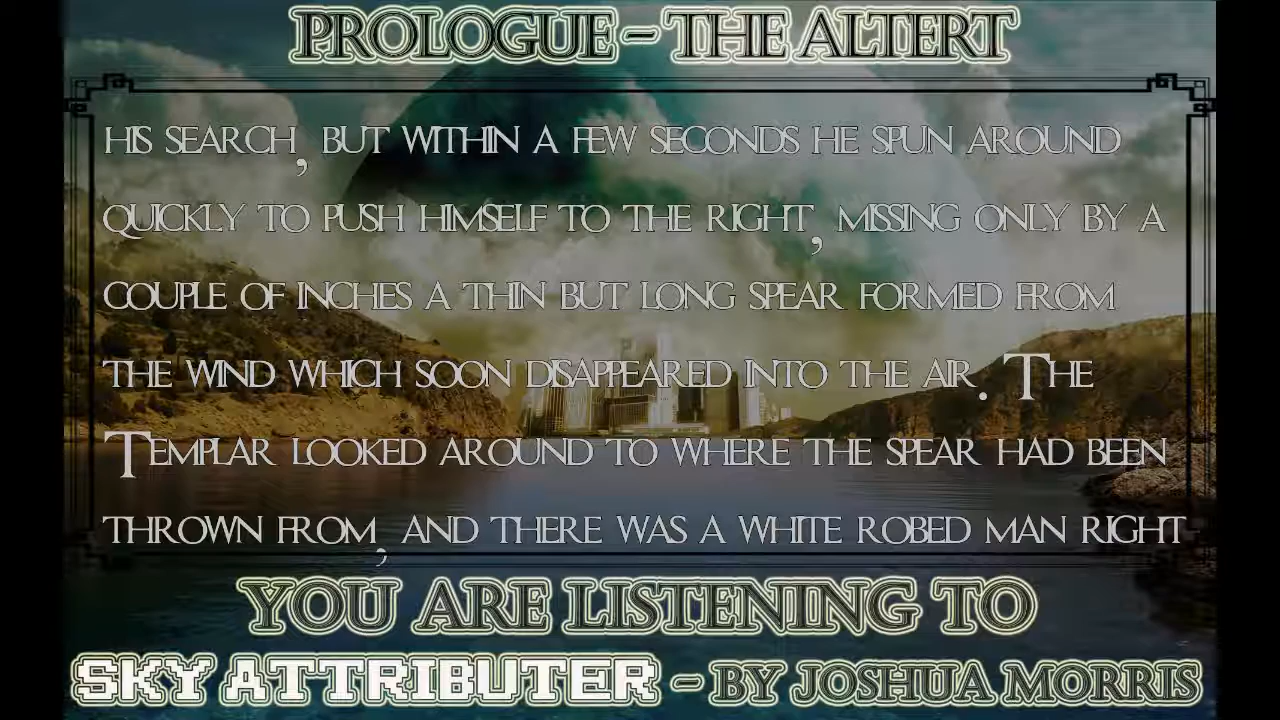 PROLOGUE - THE ALTERT
HIS SEARCH, BUT WITHIN A FEW SECONDS HE SPUN AROUND
QUICKLY TO PUSH HIMSELF TO THE RIGHT, MISSING ONLY BY A
COUPLE OF INCHES A THIN BUT LONG SPEAR FORMED FROM
THE WIND WHICH SOON DISAPPEARED INTO THE AIR. THE
TEMPLAR LOOKED AROUND TO WHERE THE SPEAR HAD BEEN
THROWN FROM, AND THERE WAS A WHITE ROBED MAN RIGHT
YOU ARE LISTENING TO
SKY ATTRIBUTER - BY JOSHUA MORRIS